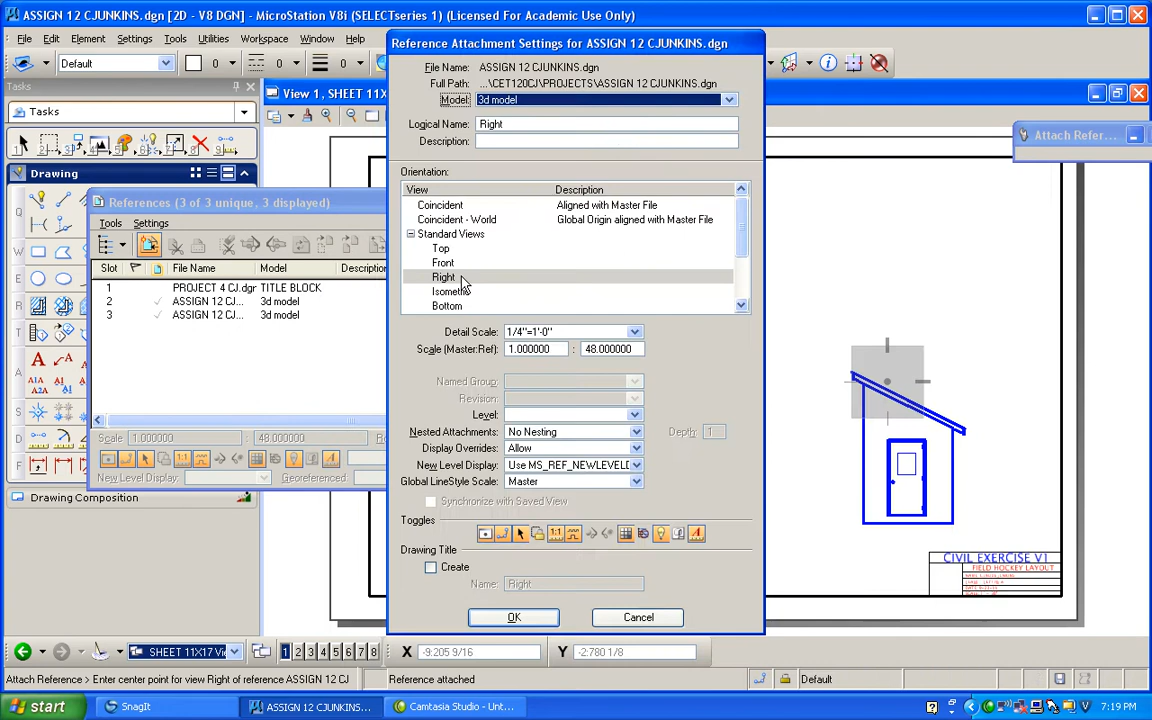 ASSIGN 12 CJUNKINS.dgn [2D - V8 DGN] - MicroStation V8i (SELECTseries 1) (Licensed For Academic Use Only)
File Edit Element Settings Tools Utilities Workspace Window Help
Default 0 0 0
Tasks
Tasks
Drawing
Drawing Composition
View 1, SHEET 11X
References (3 of 3 unique, 3 displayed)
Tools Settings
Slot File Name Model Description
1 PROJECT 4 CJ.dgn TITLE BLOCK
2 ASSIGN 12 CJ... 3d model
3 ASSIGN 12 CJ... 3d model
Scale 1.000000 : 48.000000 Ro
New Level Display: Georeferenced:
Reference Attachment Settings for ASSIGN 12 CJUNKINS.dgn
File Name: ASSIGN 12 CJUNKINS.dgn
Full Path: ...\CET120CJ\PROJECTS\ASSIGN 12 CJUNKINS.dgn
Model: 3d model
Logical Name: Right
Description:
Orientation:
View Description
Coincident Aligned with Master File
Coincident - World Global Origin aligned with Master File
Standard Views
Top
Front
Right
Isometric
Bottom
Detail Scale: 1/4"=1'-0"
Scale (Master:Ref): 1.000000 : 48.000000
Named Group:
Revision:
Level:
Nested Attachments: No Nesting Depth: 1
Display Overrides: Allow
New Level Display: Use MS_REF_NEWLEVELD
Global LineStyle Scale: Master
Synchronize with Saved View
Toggles
Drawing Title
Create
Name: Right
OK Cancel
Attach Refer...
CIVIL EXERCISE V1
FIELD HOCKEY LAYOUT
SHEET 11X17 Vie 1 2 3 4 5 6 7 8 X -9:205 9/16 Y -2:780 1/8
Attach Reference > Enter center point for view Right of reference ASSIGN 12 CJ Reference attached Default
start SnagIt ASSIGN 12 CJUNKINS... Camtasia Studio - Unt... 7:19 PM